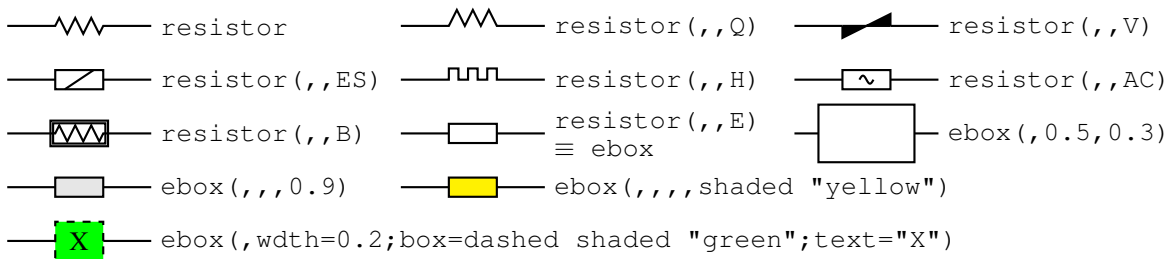 resistor
resistor(,,Q)
resistor(,,V)
resistor(,,ES)
resistor(,,H)
resistor(,,AC)
resistor(,,B)
resistor(,,E)
≡ ebox
ebox(,0.5,0.3)
ebox(,,,0.9)
ebox(,,,,shaded "yellow")
X
ebox(,wdth=0.2;box=dashed shaded "green";text="X")